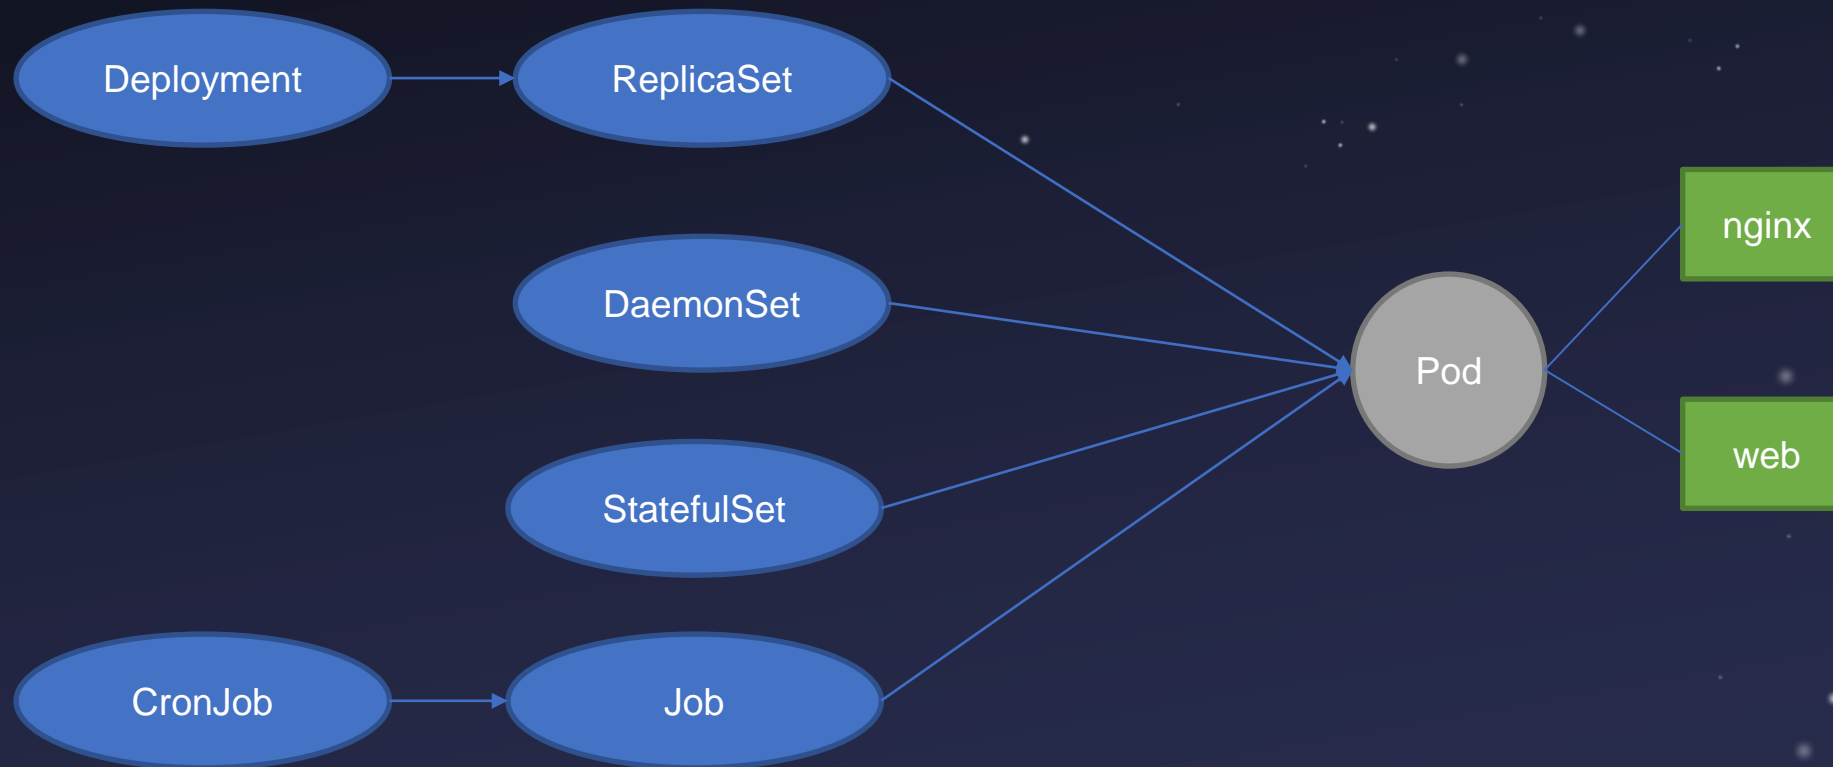 Deployment
ReplicaSet
nginx
DaemonSet
Pod
web
StatefulSet
CronJob
Job